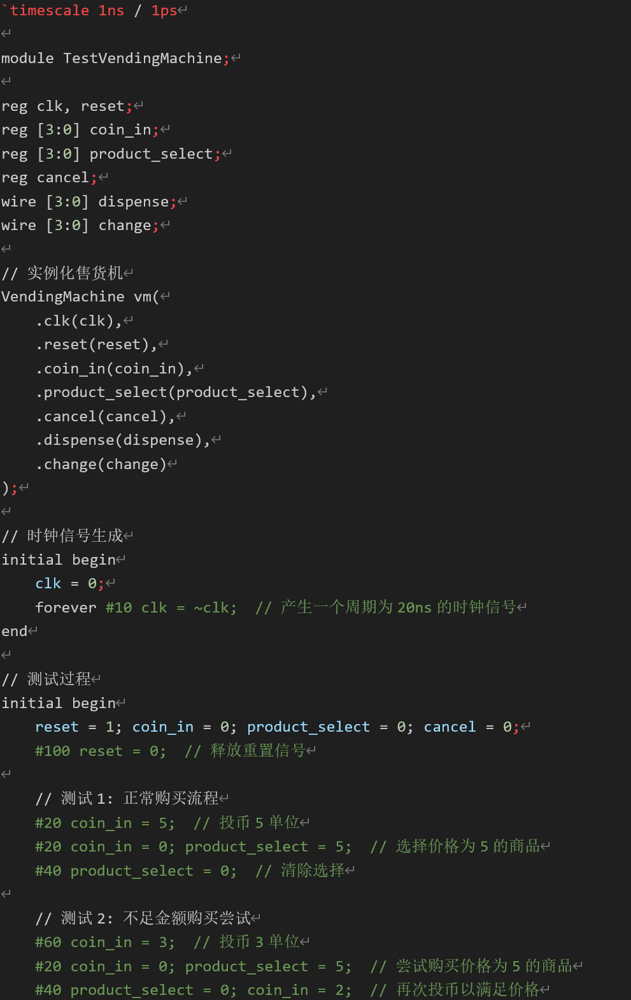 `timescale 1ns / 1ps↵
↵
module TestVendingMachine;↵
↵
reg clk, reset;↵
reg [3:0] coin_in;↵
reg [3:0] product_select;↵
reg cancel;↵
wire [3:0] dispense;↵
wire [3:0] change;↵
↵
// 实例化售货机↵
VendingMachine vm(↵
    .clk(clk),↵
    .reset(reset),↵
    .coin_in(coin_in),↵
    .product_select(product_select),↵
    .cancel(cancel),↵
    .dispense(dispense),↵
    .change(change)↵
);↵
↵
// 时钟信号生成↵
initial begin↵
    clk = 0;↵
    forever #10 clk = ~clk;  // 产生一个周期为 20ns 的时钟信号↵
end↵
↵
// 测试过程↵
initial begin↵
    reset = 1; coin_in = 0; product_select = 0; cancel = 0;↵
    #100 reset = 0;  // 释放重置信号↵
↵
    // 测试 1: 正常购买流程↵
    #20 coin_in = 5;  // 投币 5 单位↵
    #20 coin_in = 0; product_select = 5;  // 选择价格为 5 的商品↵
    #40 product_select = 0;  // 清除选择↵
↵
    // 测试 2: 不足金额购买尝试↵
    #60 coin_in = 3;  // 投币 3 单位↵
    #20 coin_in = 0; product_select = 5;  // 尝试购买价格为 5 的商品↵
    #40 product_select = 0; coin_in = 2;  // 再次投币以满足价格↵